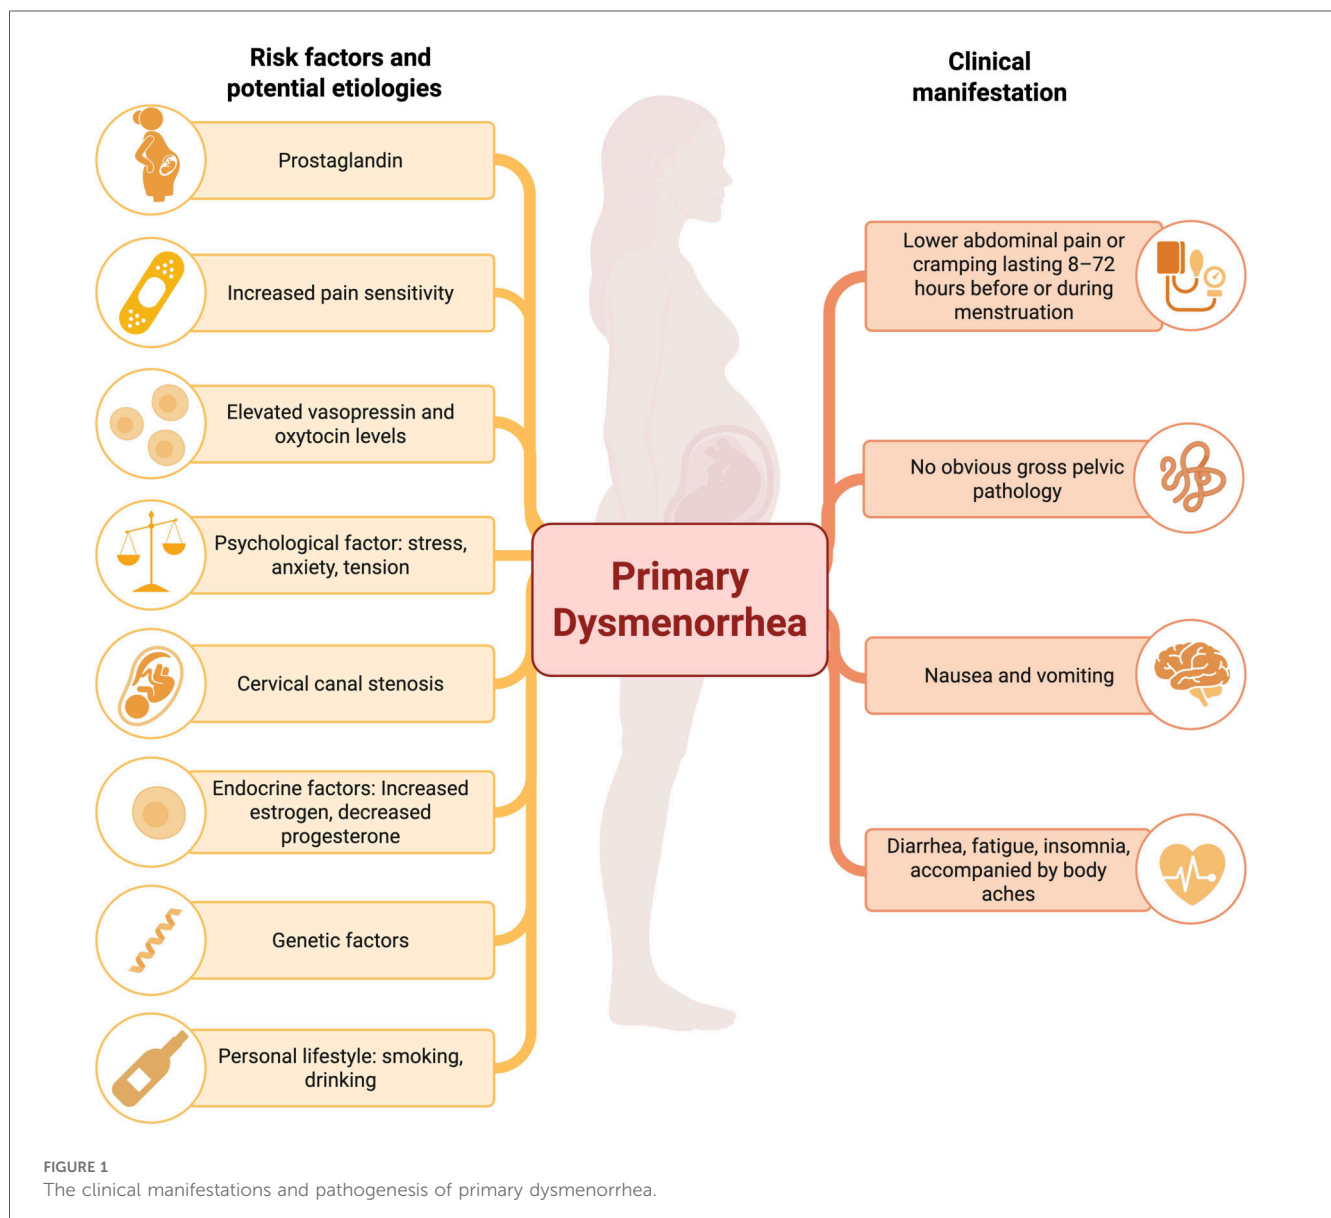 Risk factors and
potential etiologies
Prostaglandin
Increased pain sensitivity
Elevated vasopressin and
oxytocin levels
Psychological factor: stress,
anxiety, tension
Cervical canal stenosis
Endocrine factors: Increased
estrogen, decreased
progesterone
Genetic factors
Personal lifestyle: smoking,
drinking
Primary
Dysmenorrhea
Clinical
manifestation
Lower abdominal pain or
cramping lasting 8–72
hours before or during
menstruation
No obvious gross pelvic
pathology
Nausea and vomiting
Diarrhea, fatigue, insomnia,
accompanied by body
aches
FIGURE 1
The clinical manifestations and pathogenesis of primary dysmenorrhea.